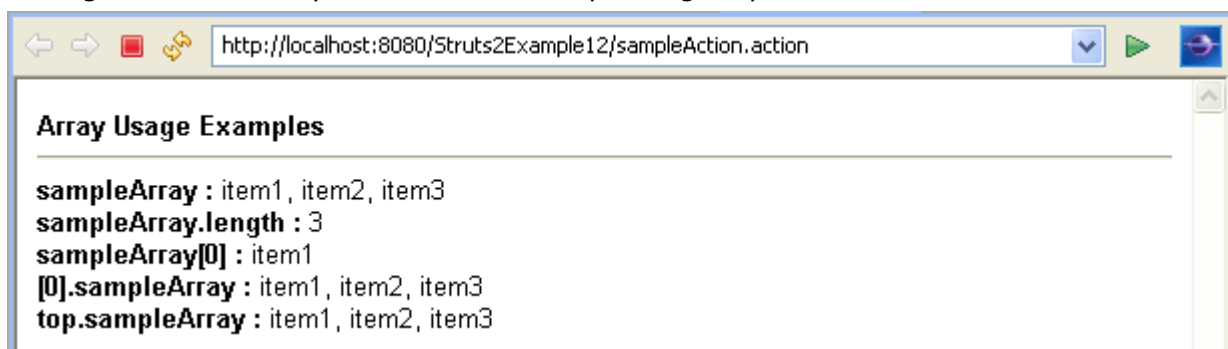 http://localhost:8080/Struts2Example12/sampleAction.action
Array Usage Examples
sampleArray : item1, item2, item3
sampleArray.length : 3
sampleArray[0] : item1
[0].sampleArray : item1, item2, item3
top.sampleArray : item1, item2, item3